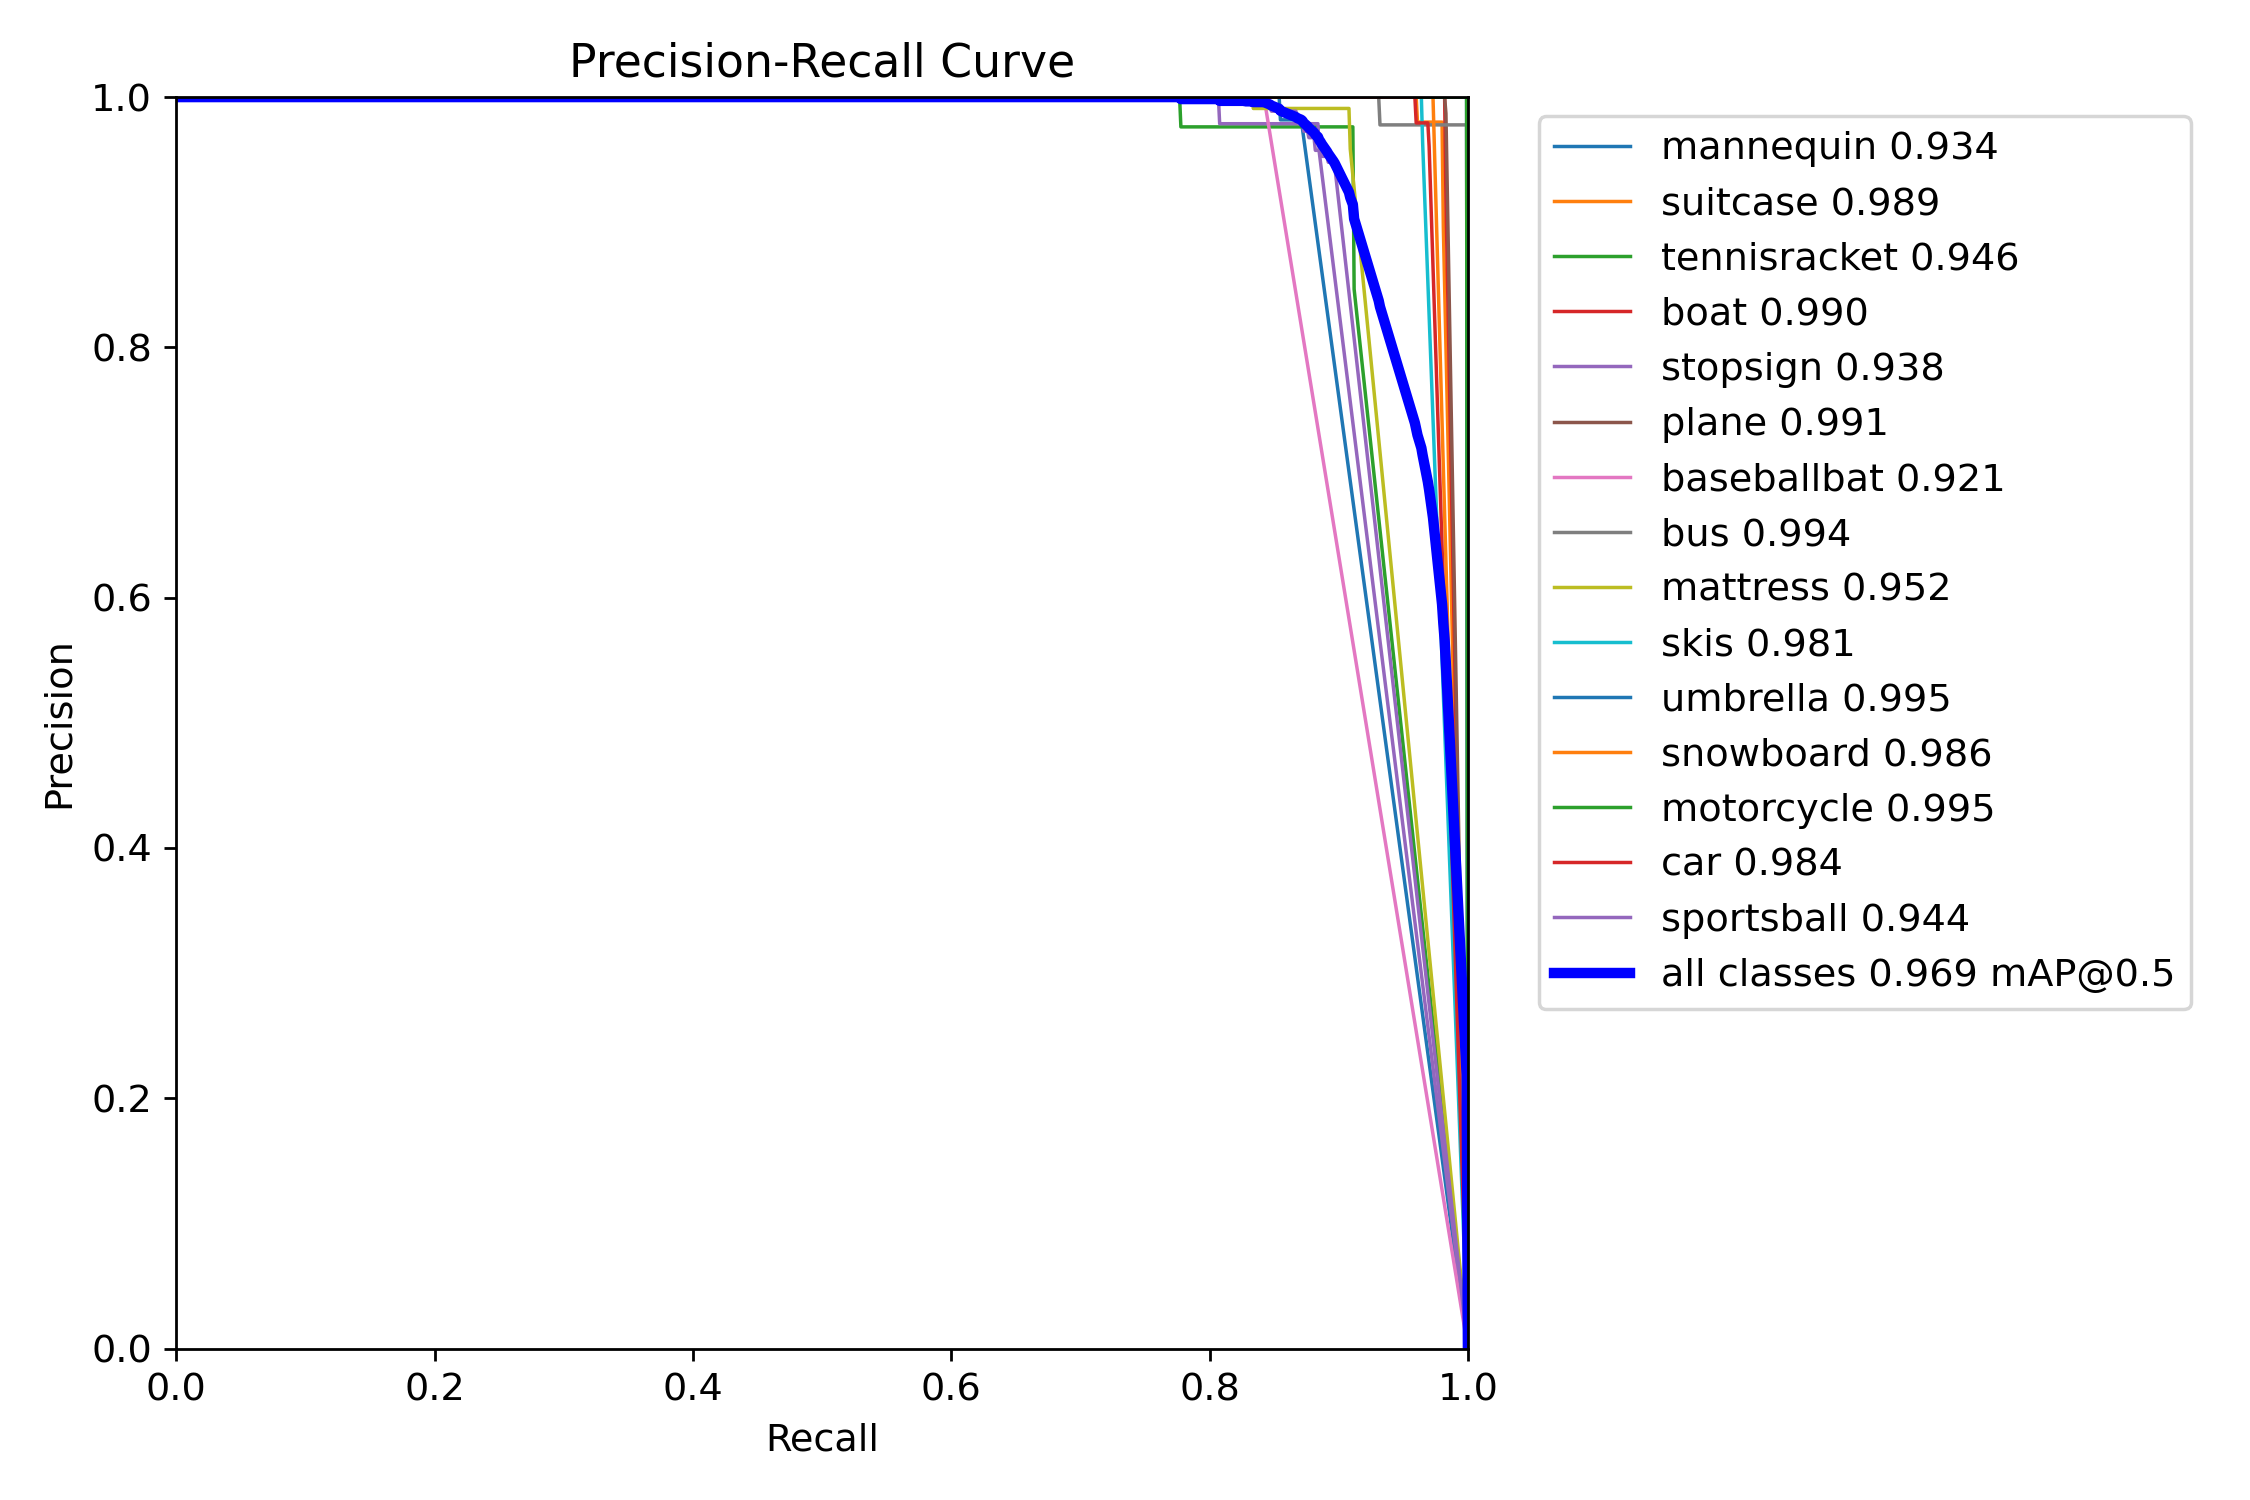 Precision-Recall Curve
1.0
0.8
0.6
0.4
0.2
0.0
Precision
0.0 0.2 0.4 0.6 0.8 1.0
Recall
mannequin 0.934
suitcase 0.989
tennisracket 0.946
boat 0.990
stopsign 0.938
plane 0.991
baseballbat 0.921
bus 0.994
mattress 0.952
skis 0.981
umbrella 0.995
snowboard 0.986
motorcycle 0.995
car 0.984
sportsball 0.944
all classes 0.969 mAP@0.5